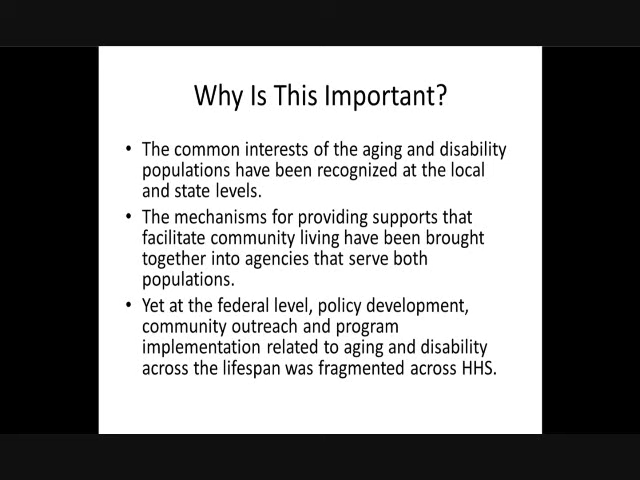 Why Is This Important?
• The common interests of the aging and disability
populations have been recognized at the local
and state levels.
• The mechanisms for providing supports that
facilitate community living have been brought
together into agencies that serve both
populations.
• Yet at the federal level, policy development,
community outreach and program
implementation related to aging and disability
across the lifespan was fragmented across HHS.